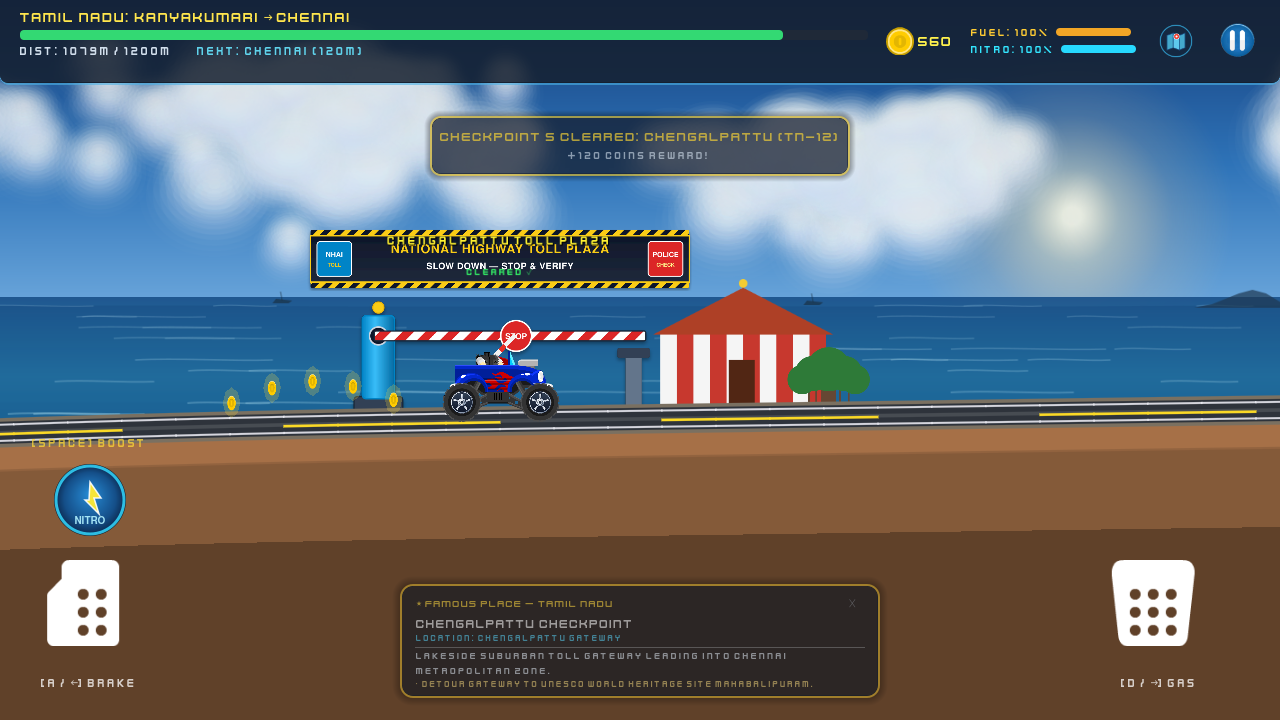 TAMIL NADU: KANYAKUMARI → CHENNAI
DIST: 1079M / 1200M NEXT: CHENNAI (120M)
560
FUEL: 100%
NITRO: 100%
CHECKPOINT 5 CLEARED: CHENGALPATTU (TN-12)
+120 COINS REWARD!
CHENGALPATTU TOLL PLAZA
NATIONAL HIGHWAY TOLL PLAZA
NHAI
TOLL
SLOW DOWN — STOP & VERIFY
CLEARED ✓
POLICE
CHECK
STOP
[SPACE] BOOST
NITRO
[A / ←] BRAKE
[D / →] GAS
• FAMOUS PLACE — TAMIL NADU X
CHENGALPATTU CHECKPOINT
LOCATION: CHENGALPATTU GATEWAY
LAKESIDE SUBURBAN TOLL GATEWAY LEADING INTO CHENNAI
METROPOLITAN ZONE.
· DETOUR GATEWAY TO UNESCO WORLD HERITAGE SITE MAHABALIPURAM.